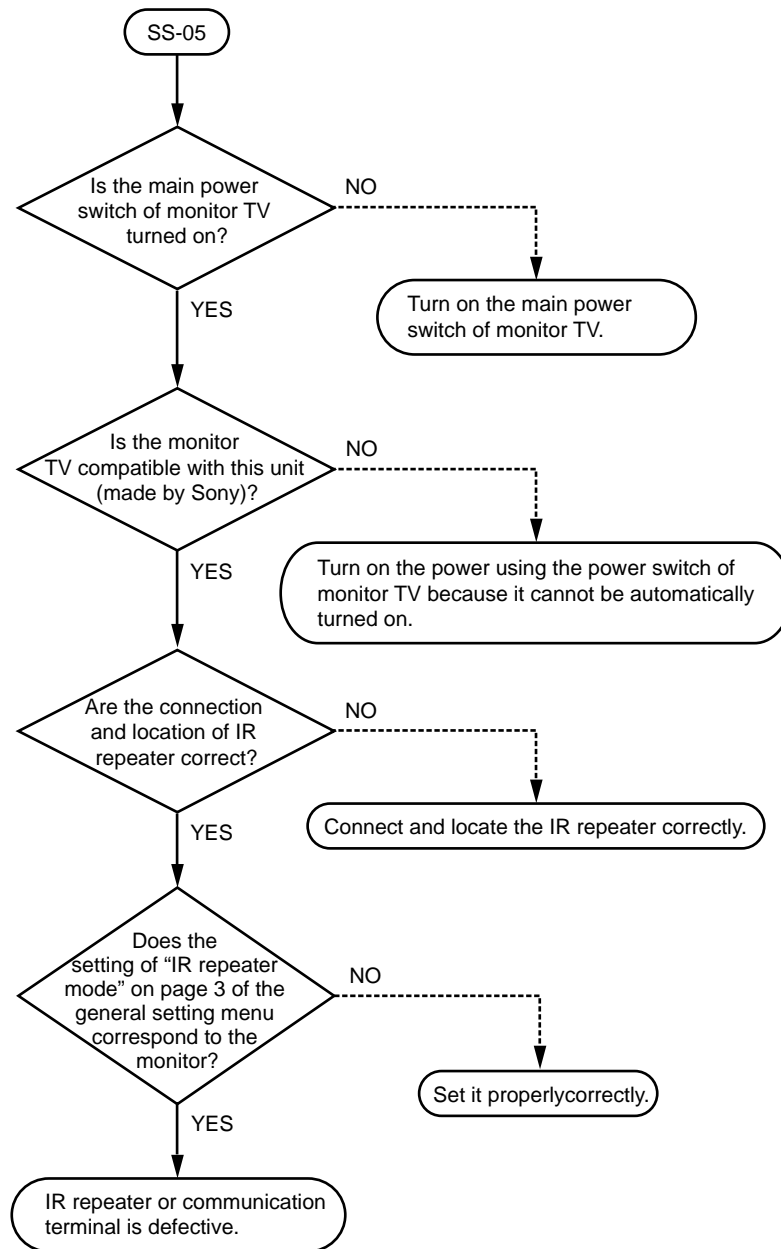 SS-05
Is the main power
switch of monitor TV
turned on?
NO
Turn on the main power
switch of monitor TV.
YES
Is the monitor
TV compatible with this unit
(made by Sony)?
NO
Turn on the power using the power switch of
monitor TV because it cannot be automatically
turned on.
YES
Are the connection
and location of IR
repeater correct?
NO
Connect and locate the IR repeater correctly.
YES
Does the
setting of “IR repeater
mode” on page 3 of the
general setting menu
correspond to the
monitor?
NO
Set it properlycorrectly.
YES
IR repeater or communication
terminal is defective.